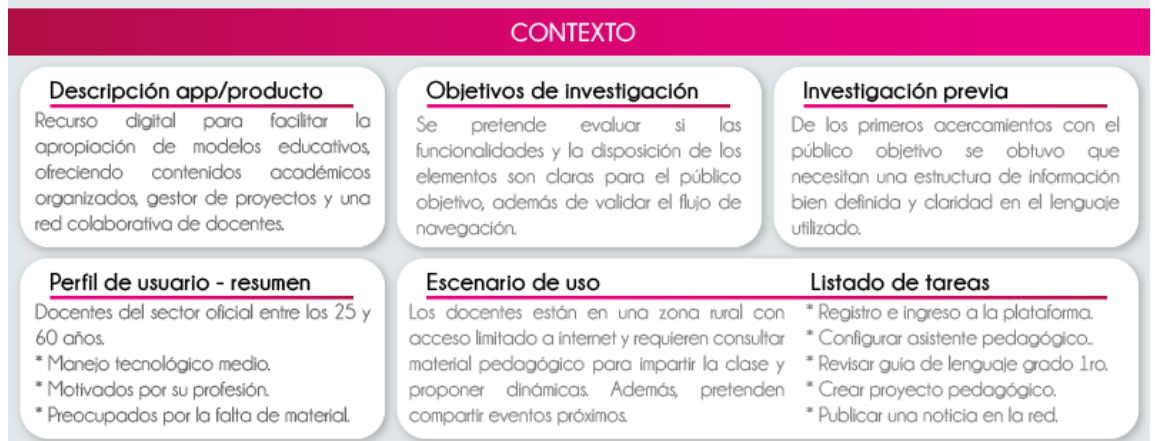 CONTEXTO
Descripción app/producto
Recurso digital para facilitar la
apropiación de modelos educativos,
ofreciendo contenidos académicos
organizados, gestor de proyectos y una
red colaborativa de docentes.
Objetivos de investigación
Se pretende evaluar si las
funcionalidades y la disposición de los
elementos son claras para el público
objetivo, además de validar el flujo de
navegación.
Investigación previa
De los primeros acercamientos con el
público objetivo se obtuvo que
necesitan una estructura de información
bien definida y claridad en el lenguaje
utilizado.
Perfil de usuario - resumen
Docentes del sector oficial entre los 25 y
60 años.
* Manejo tecnológico medio.
* Motivados por su profesión.
* Preocupados por la falta de material.
Escenario de uso
Los docentes están en una zona rural con
acceso limitado a internet y requieren consultar
material pedagógico para impartir la clase y
proponer dinámicas. Además, pretenden
compartir eventos próximos.
Listado de tareas
* Registro e ingreso a la plataforma.
* Configurar asistente pedagógico..
* Revisar guia de lenguaje grado 1ro.
* Crear proyecto pedagógico.
* Publicar una noticia en la red.